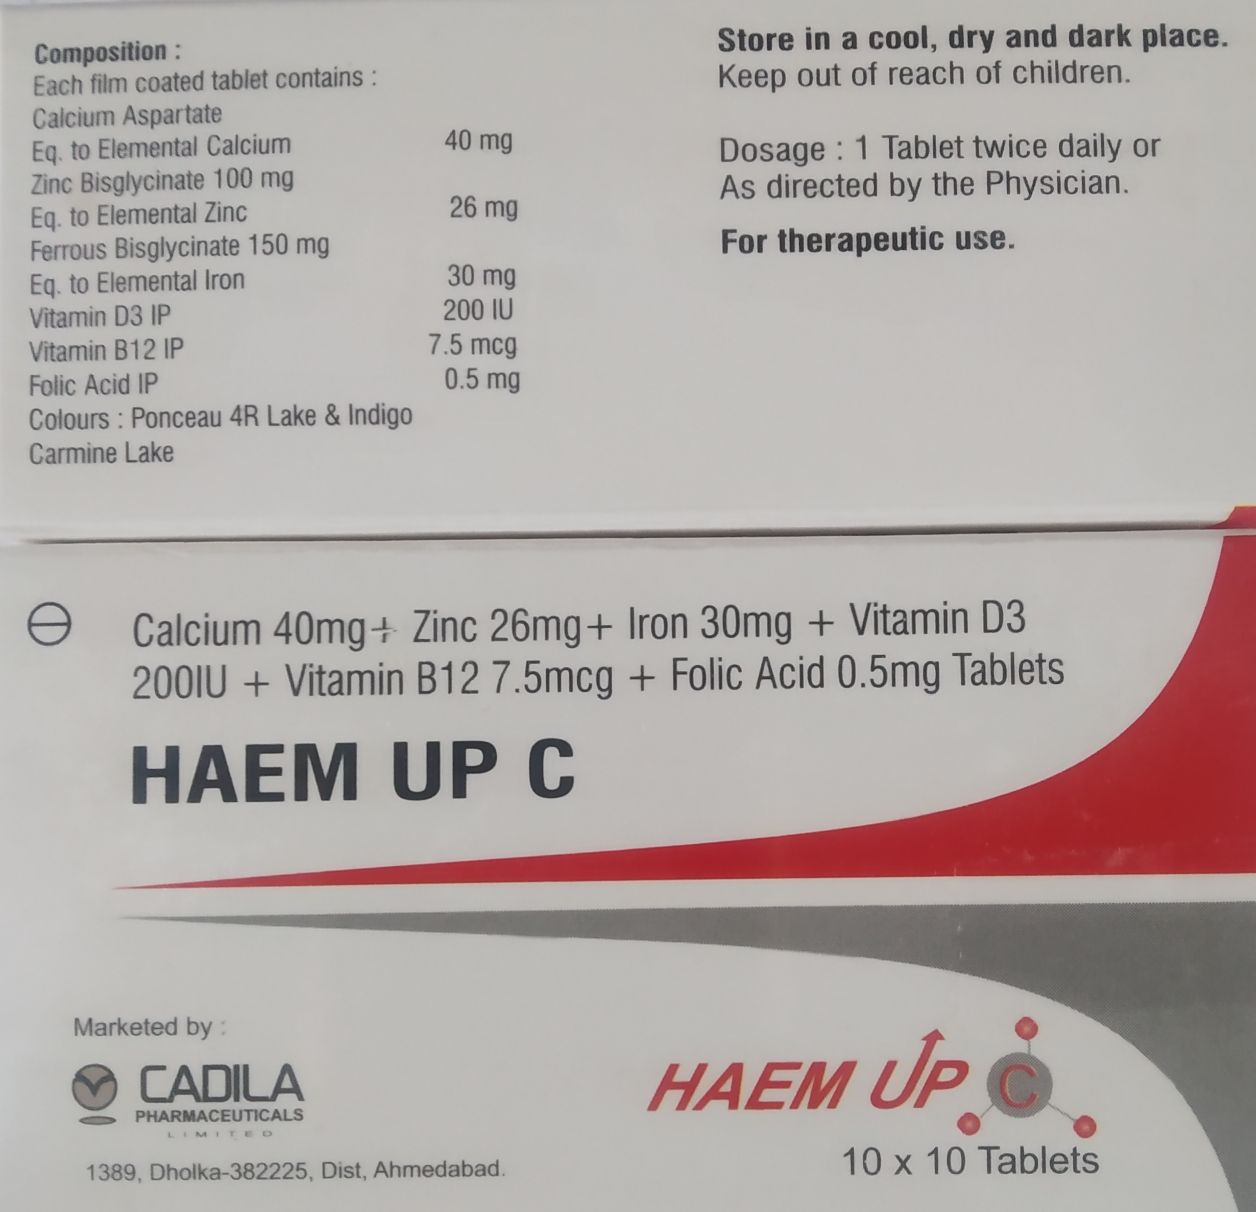 Composition :
Each film coated tablet contains :
Calcium Aspartate
Eq. to Elemental Calcium 40 mg
Zinc Bisglycinate 100 mg
Eq. to Elemental Zinc 26 mg
Ferrous Bisglycinate 150 mg
Eq. to Elemental Iron 30 mg
Vitamin D3 IP 200 IU
Vitamin B12 IP 7.5 mcg
Folic Acid IP 0.5 mg
Colours : Ponceau 4R Lake & Indigo
Carmine Lake
Store in a cool, dry and dark place.
Keep out of reach of children.
Dosage : 1 Tablet twice daily or
As directed by the Physician.
For therapeutic use.
Calcium 40mg+ Zinc 26mg+ Iron 30mg + Vitamin D3
200IU + Vitamin B12 7.5mcg + Folic Acid 0.5mg Tablets
HAEM UP C
Marketed by :
CADILA
PHARMACEUTICALS
LIMITED
1389, Dholka-382225, Dist, Ahmedabad.
HAEM UP C
10 x 10 Tablets